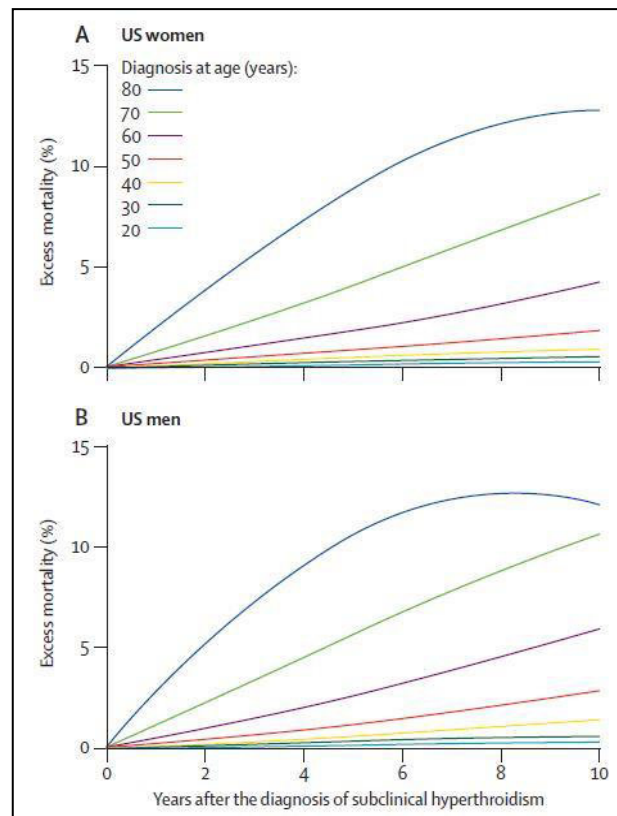 A US women
15
Diagnosis at age (years):
80
70
60
50
40
30
20
10
5
0
Excess mortality (%)
B US men
15
10
5
0
Excess mortality (%)
0 2 4 6 8 10
Years after the diagnosis of subclinical hyperthroidism